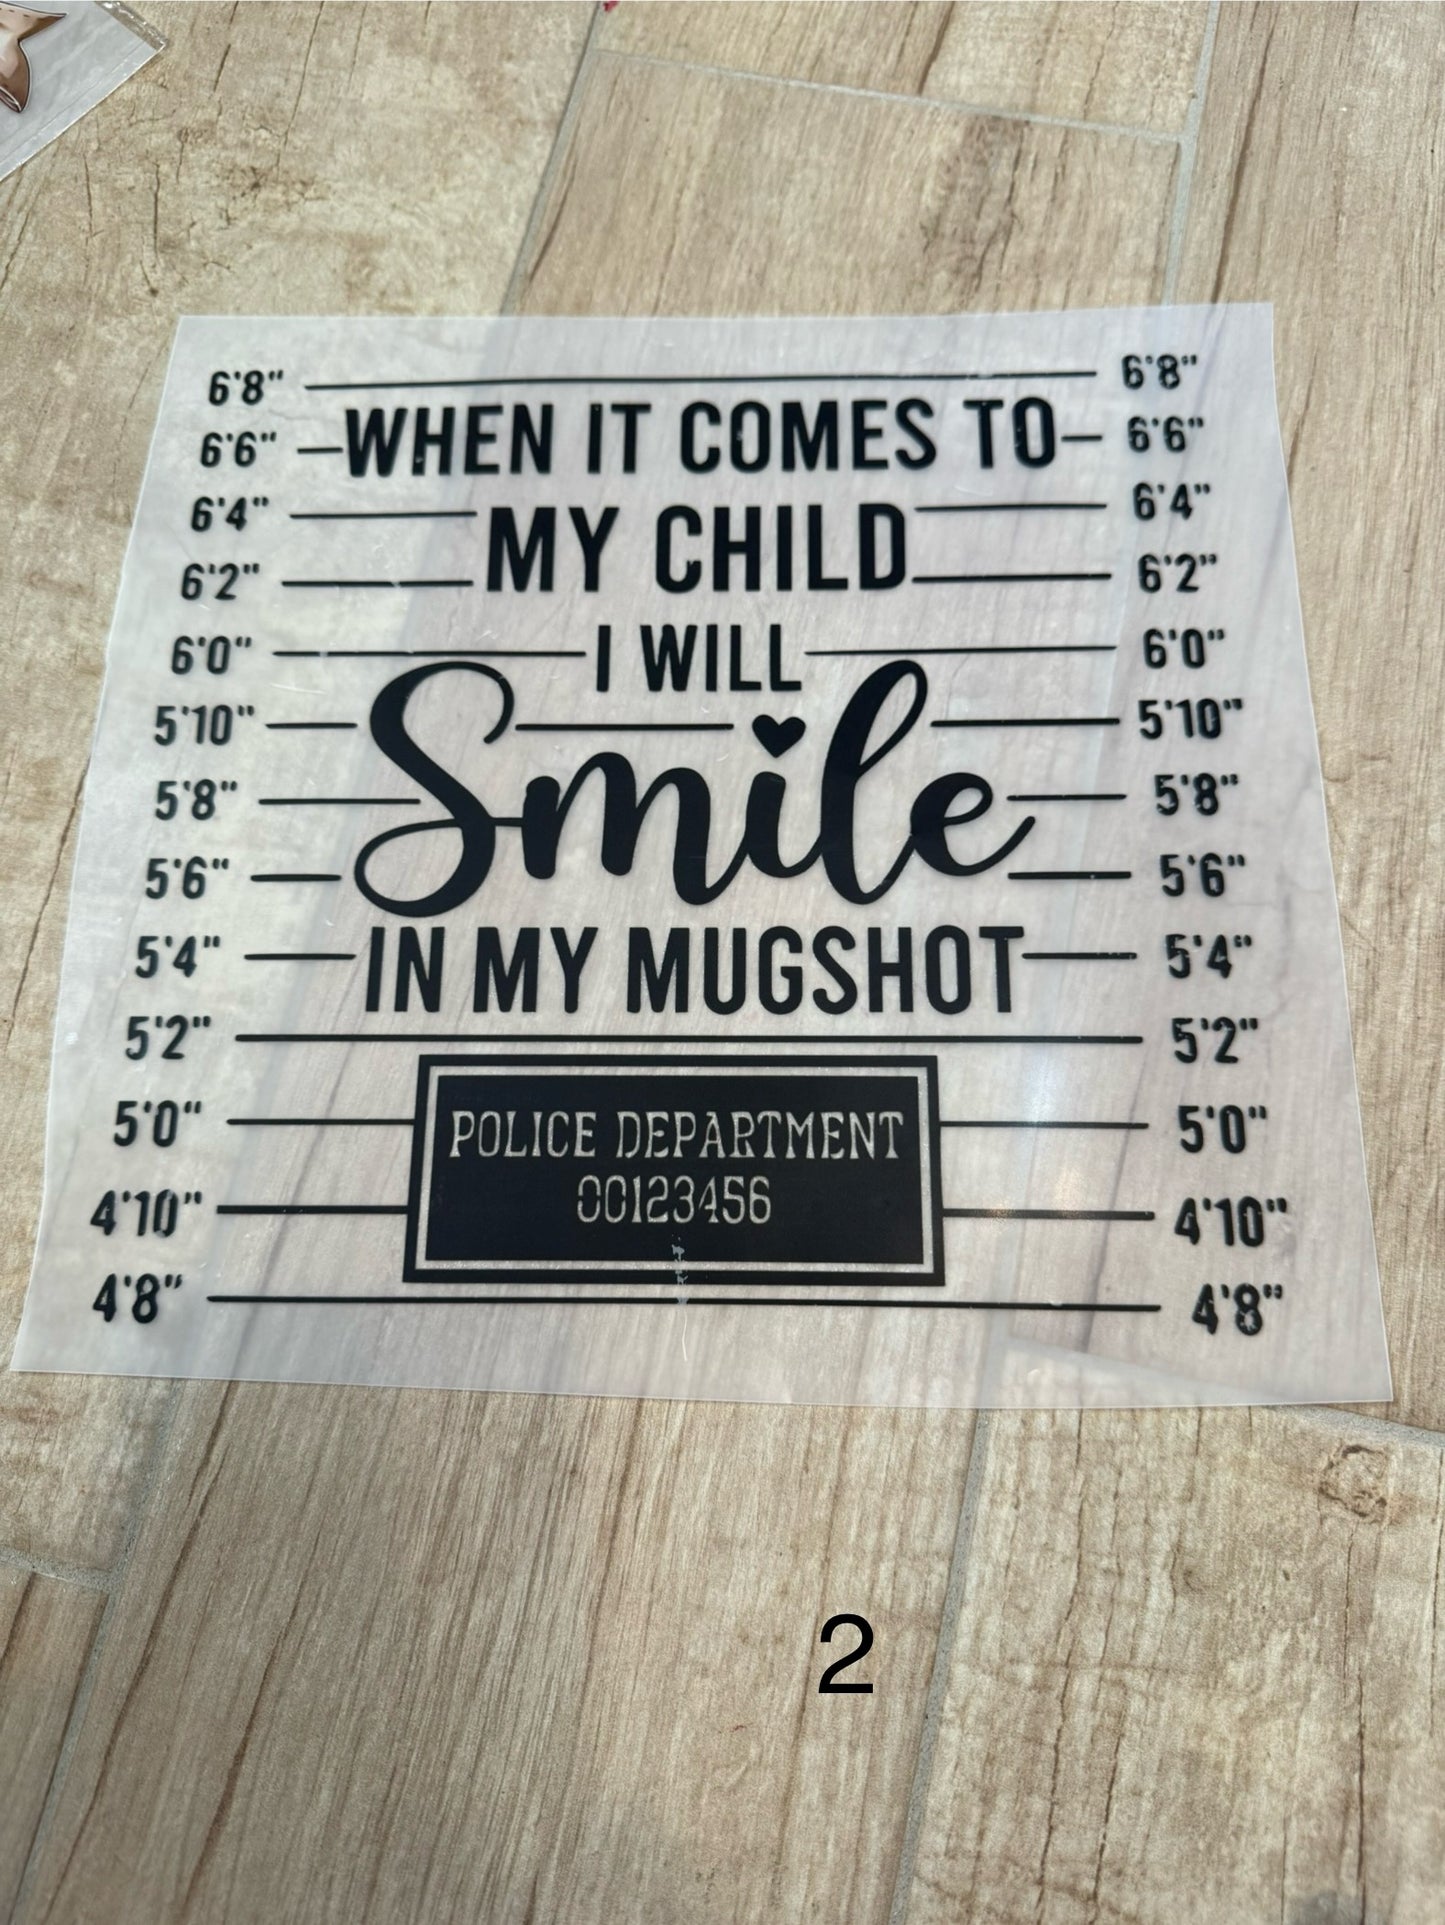 6'8" 6'8"
6'6" WHEN IT COMES TO 6'6"
6'4" 6'4"
MY CHILD
6'2" 6'2"
6'0" I WILL 6'0"
5'10" 5'10"
Smile
5'8" 5'8"
5'6" 5'6"
5'4" IN MY MUGSHOT 5'4"
5'2" 5'2"
5'0" POLICE DEPARTMENT 5'0"
4'10" 00123456 4'10"
4'8" 4'8"
2